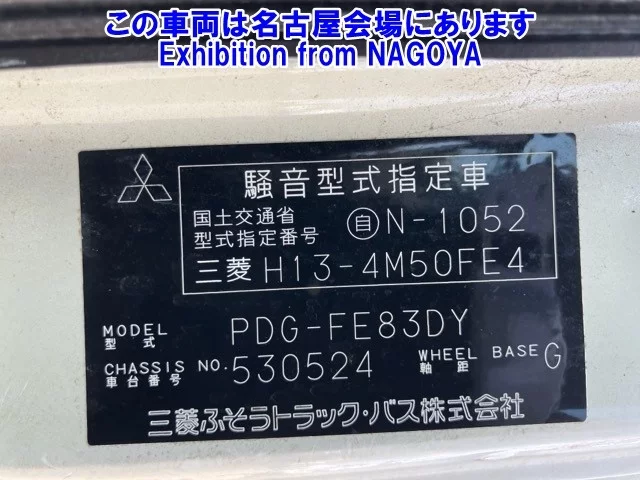 この車両は名古屋会場にあります
Exhibition from NAGOYA
騒音型式指定車
国土交通省
型式指定番号 自N-1052
三菱 H13-4M50FE4
MODEL
型式 PDG-FE83DY
CHASSIS NO. 530524 WHEEL BASE G
車台番号 軸距
三菱ふそうトラック・バス株式会社